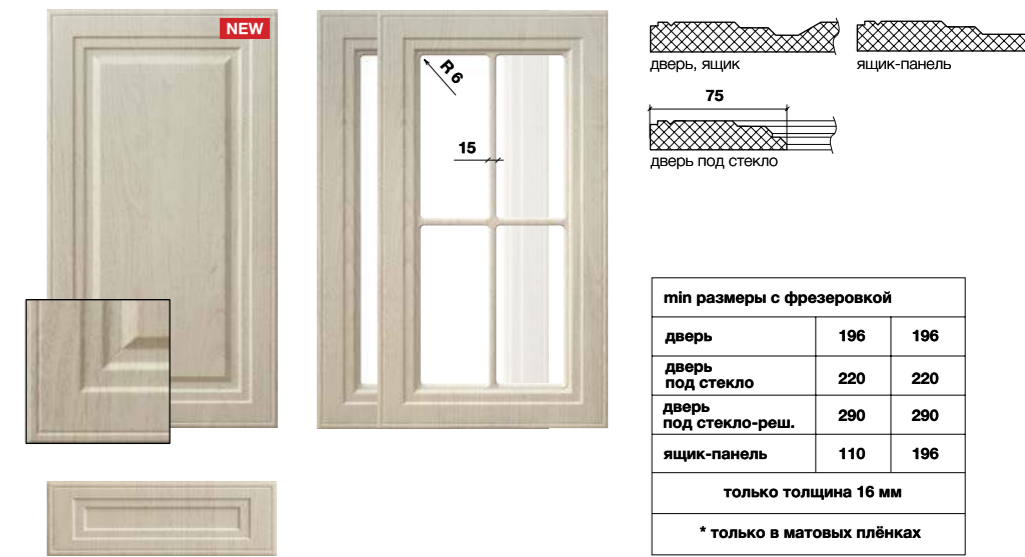 NEW
R 6
15
дверь, ящик
ящик-панель
75
дверь под стекло
min размеры с фрезеровкой
дверь 196 196
дверь
под стекло 220 220
дверь
под стекло-реш. 290 290
ящик-панель 110 196
только толщина 16 мм
* только в матовых плёнках